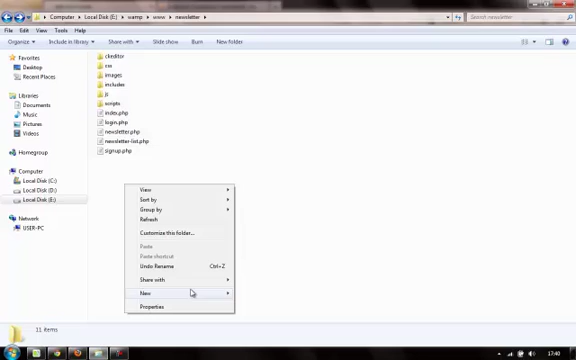 Computer ▸ Local Disk (E:) ▸ wamp ▸ www ▸ newsletter ▸
Search newsletter
File Edit View Tools Help
Organize ▾ Include in library ▾ Share with ▾ Slide show Burn New folder
Favorites
Desktop
Recent Places
Libraries
Documents
Music
Pictures
Videos
Homegroup
Computer
Local Disk (C:)
Local Disk (D:)
Local Disk (E:)
Network
USER-PC
ckeditor
css
images
includes
scripts
index.php
login.php
newsletter.php
newsletter-list.php
signup.php
View
Sort by
Group by
Refresh
Customize this folder...
Paste
Paste shortcut
Undo Rename Ctrl+Z
Share with
New
Properties
11 items
17:40